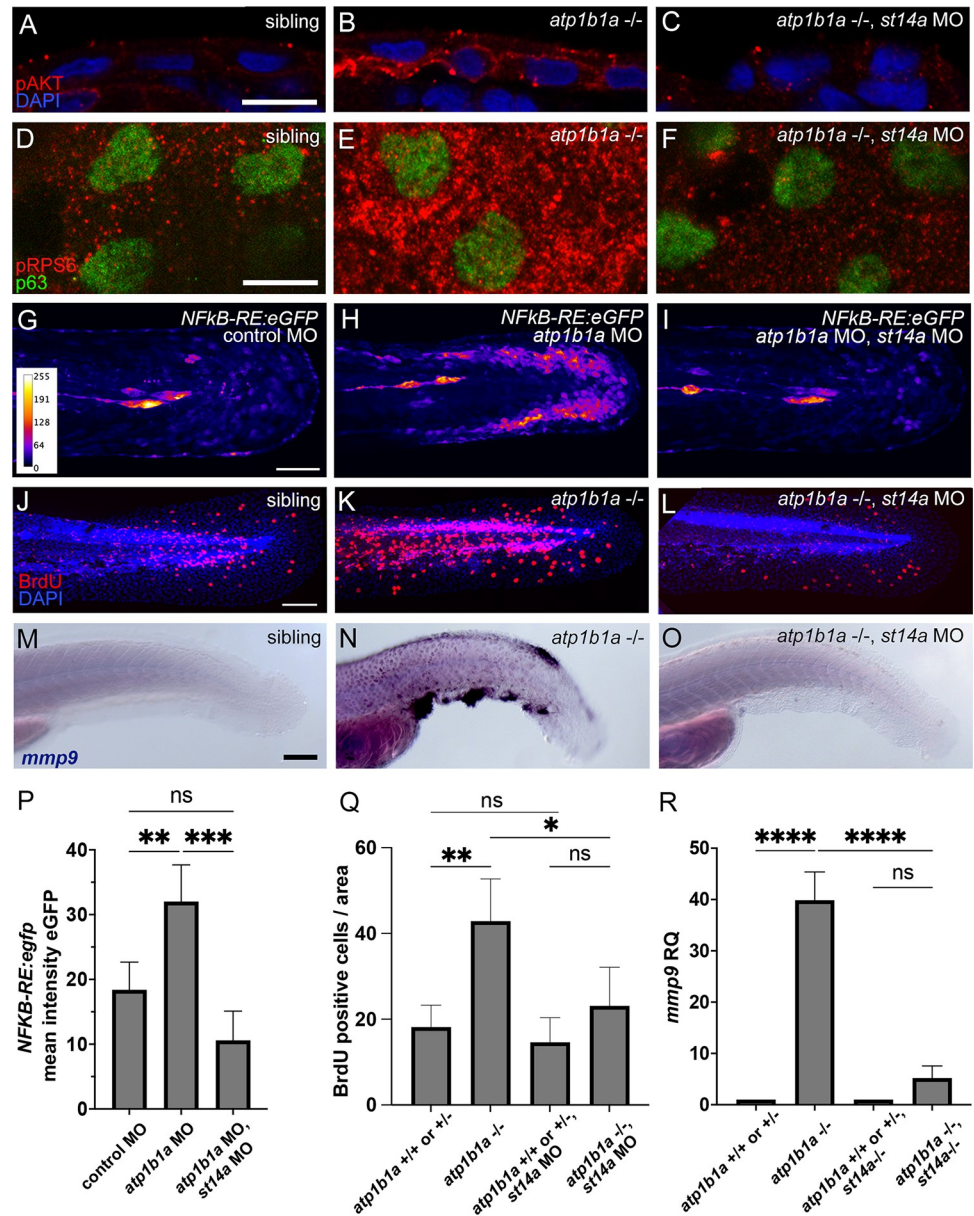 A
sibling
pAKT
DAPI
B
atp1b1a -/-
C
atp1b1a -/-, st14a MO
D
sibling
pRPS6
p63
E
atp1b1a -/-
F
atp1b1a -/-, st14a MO
G
NFkB-RE:eGFP
control MO
255
191
128
64
0
H
NFkB-RE:eGFP
atp1b1a MO
I
NFkB-RE:eGFP
atp1b1a MO, st14a MO
J
sibling
BrdU
DAPI
K
atp1b1a -/-
L
atp1b1a -/-, st14a MO
M
sibling
mmp9
N
atp1b1a -/-
O
atp1b1a -/-, st14a MO
P
ns
** ***
40
30
20
10
0
NFKB-RE:egfp
mean intensity eGFP
control MO
atp1b1a MO
atp1b1a MO,
st14a MO
Q
ns
*
**
ns
60
40
20
0
BrdU positive cells / area
atp1b1a +/+ or +/-
atp1b1a -/-
atp1b1a +/+ or +/-,
st14a MO
atp1b1a -/-,
st14a MO
R
**** ****
ns
50
40
30
20
10
0
mmp9 RQ
atp1b1a +/+ or +/-
atp1b1a -/-
atp1b1a +/+ or +/-,
st14a-/-
atp1b1a -/-,
st14a-/-